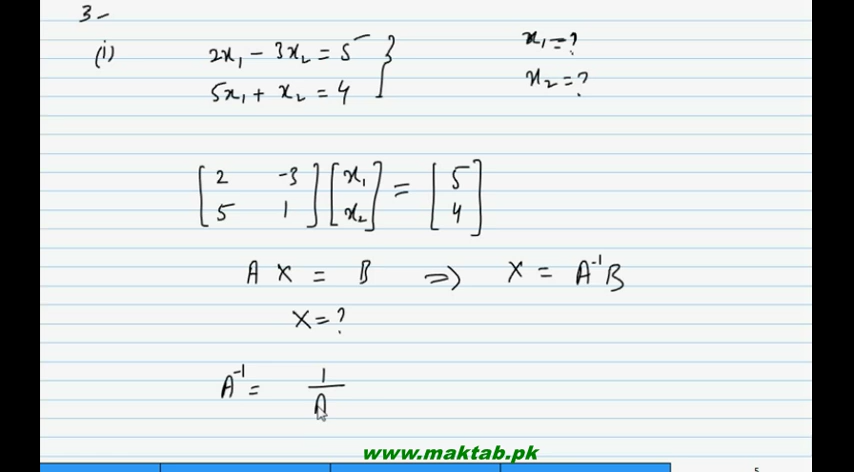 3-
(i) 2x₁ - 3x₂ = 5 } x₁ = ?
5x₁ + x₂ = 4 x₂ = ?
[2 -3] [x₁] = [5]
[5 1] [x₂] [4]
A X = B ⇒ X = A⁻¹B
X = ?
A⁻¹ = 1/A
www.maktab.pk
5